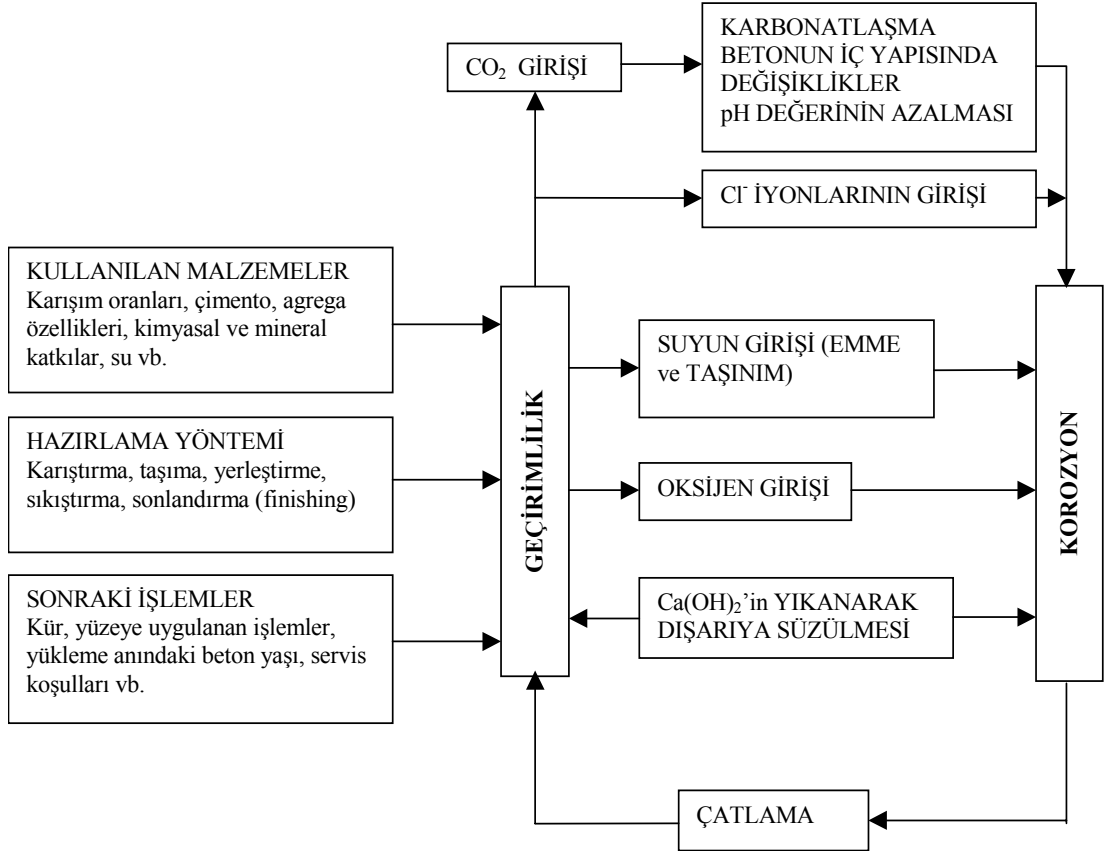 CO₂ GİRİŞİ
KARBONATLAŞMA
BETONUN İÇ YAPISINDA
DEĞİŞİKLİKLER
pH DEĞERİNİN AZALMASI
Cl⁻ İYONLARININ GİRİŞİ
KULLANILAN MALZEMELER
Karışım oranları, çimento, agrega
özellikleri, kimyasal ve mineral
katkılar, su vb.
HAZIRLAMA YÖNTEMİ
Karıştırma, taşıma, yerleştirme,
sıkıştırma, sonlandırma (finishing)
SONRAKİ İŞLEMLER
Kür, yüzeye uygulanan işlemler,
yükleme anındaki beton yaşı, servis
koşulları vb.
GEÇİRİMLİLİK
SUYUN GİRİŞİ (EMME
ve TAŞINIM)
OKSİJEN GİRİŞİ
Ca(OH)₂’in YIKANARAK
DIŞARIYA SÜZÜLMESİ
KOROZYON
ÇATLAMA